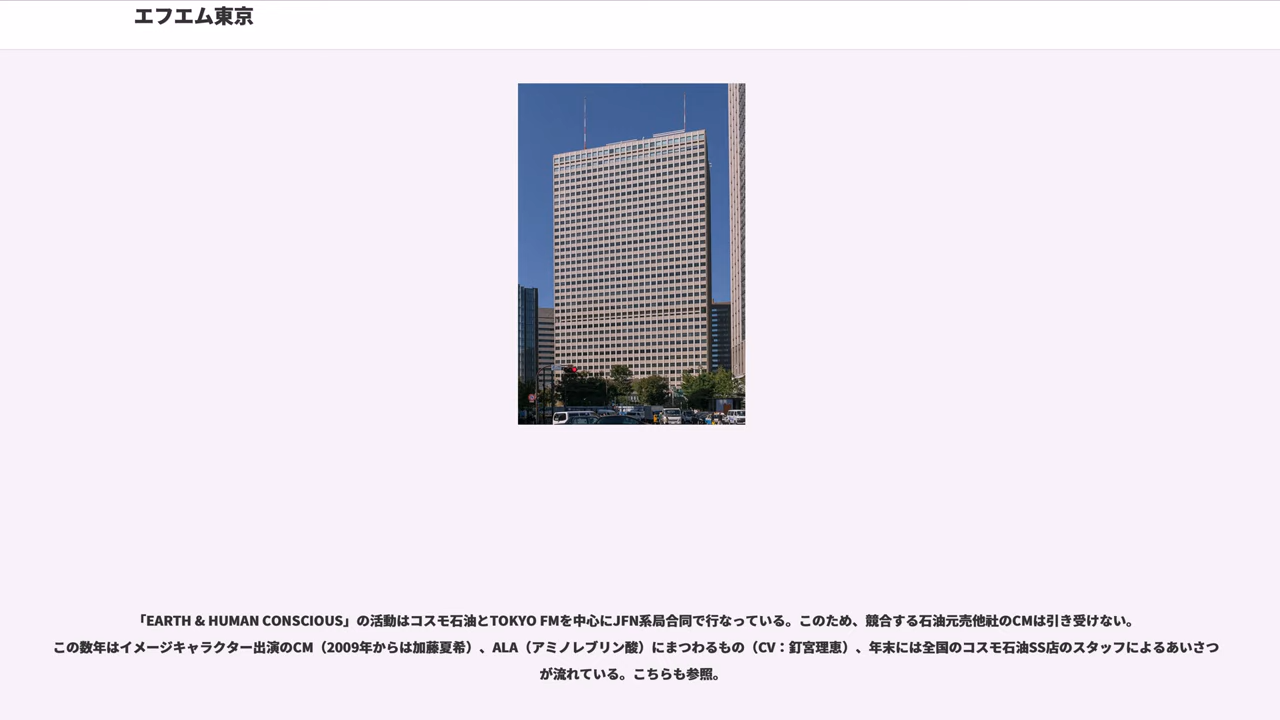 エフエム東京
「EARTH & HUMAN CONSCIOUS」の活動はコスモ石油とTOKYO FMを中心にJFN系局合同で行なっている。このため、競合する石油元売他社のCMは引き受けない。
この数年はイメージキャラクター出演のCM（2009年からは加藤夏希）、ALA（アミノレブリン酸）にまつわるもの（CV：釘宮理恵）、年末には全国のコスモ石油SS店のスタッフによるあいさつ
が流れている。こちらも参照。